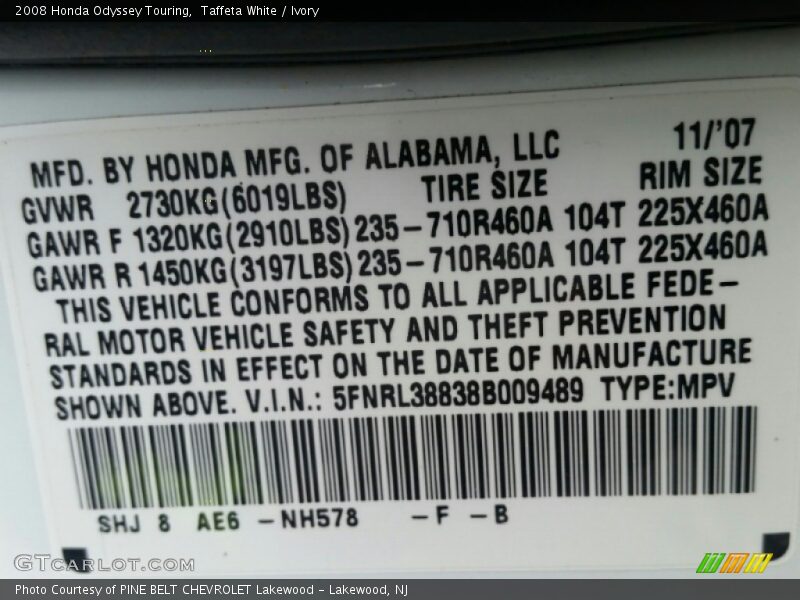 2008 Honda Odyssey Touring,  Taffeta White / Ivory
MFD. BY HONDA MFG. OF ALABAMA, LLC 11/'07
GVWR 2730KG(6019LBS) TIRE SIZE RIM SIZE
GAWR F 1320KG(2910LBS) 235-710R460A 104T 225X460A
GAWR R 1450KG(3197LBS) 235-710R460A 104T 225X460A
THIS VEHICLE CONFORMS TO ALL APPLICABLE FEDE-
RAL MOTOR VEHICLE SAFETY AND THEFT PREVENTION
STANDARDS IN EFFECT ON THE DATE OF MANUFACTURE
SHOWN ABOVE. V.I.N.: 5FNRL38838B009489 TYPE:MPV
SHJ 8 AE6 -NH578 -F -B
GTCARLOT.COM
Photo Courtesy of PINE BELT CHEVROLET Lakewood - Lakewood, NJ